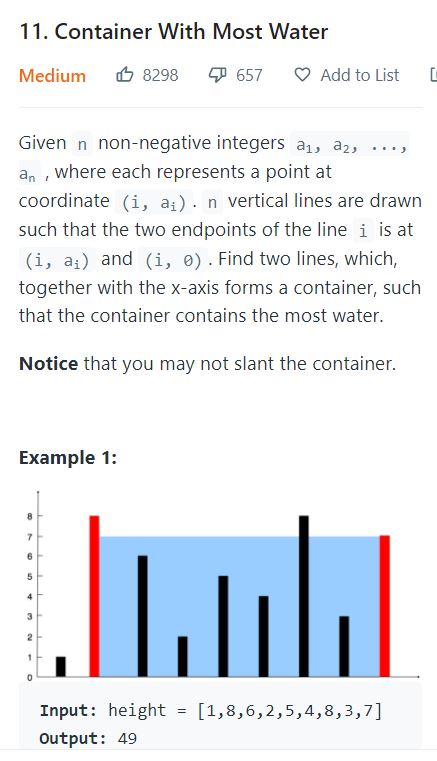 11. Container With Most Water
Medium 8298 657 Add to List
Given n non-negative integers a₁, a₂, ...,
aₙ , where each represents a point at
coordinate (i, aᵢ) . n vertical lines are drawn
such that the two endpoints of the line i is at
(i, aᵢ) and (i, 0) . Find two lines, which,
together with the x-axis forms a container, such
that the container contains the most water.
Notice that you may not slant the container.
Example 1:
8
7
6
5
4
3
2
1
0
Input: height = [1,8,6,2,5,4,8,3,7]
Output: 49